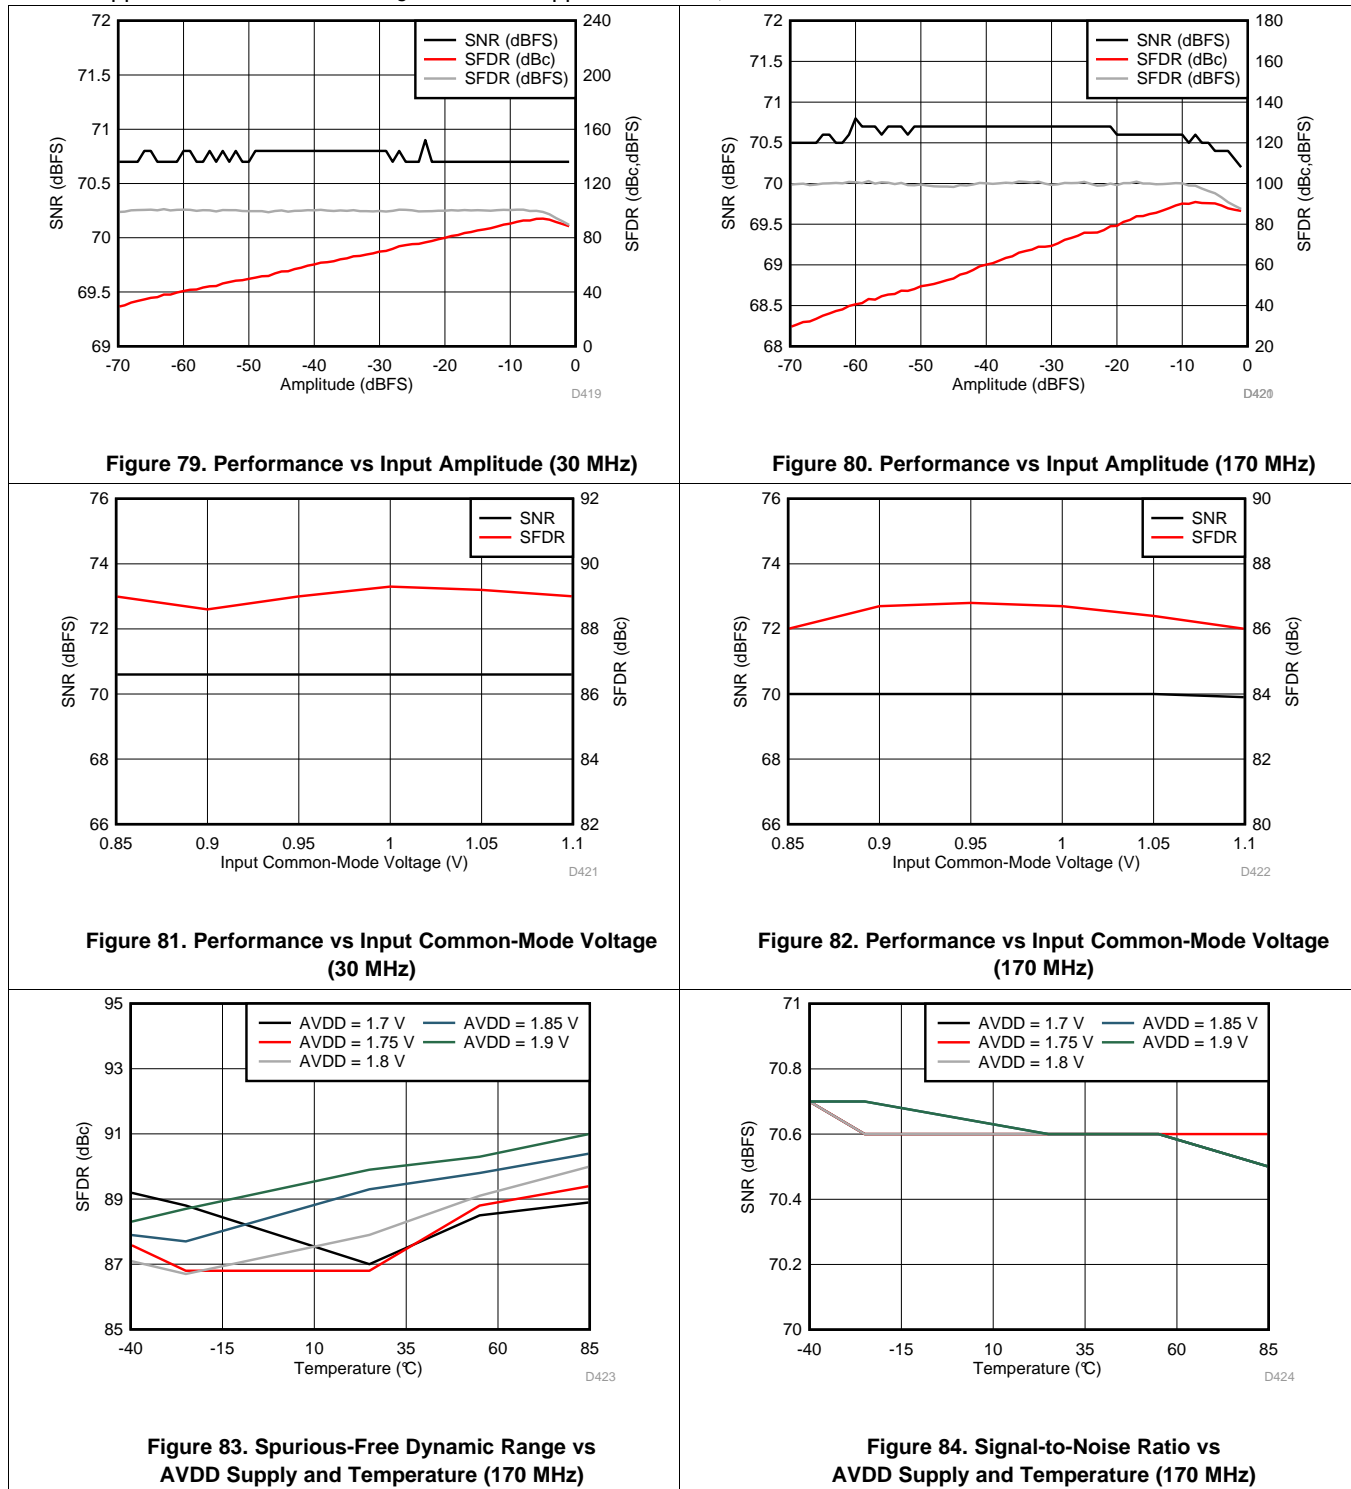 72
71.5
71
70.5
70
69.5
69
240
200
160
120
80
40
0
SNR (dBFS)
SFDR (dBc)
SFDR (dBFS)
SNR (dBFS)
SFDR (dBc,dBFS)
-70 -60 -50 -40 -30 -20 -10 0
Amplitude (dBFS)
D419
Figure 79. Performance vs Input Amplitude (30 MHz)
72
71.5
71
70.5
70
69.5
69
68.5
68
180
160
140
120
100
80
60
40
20
SNR (dBFS)
SFDR (dBc)
SFDR (dBFS)
SNR (dBFS)
SFDR (dBc,dBFS)
-70 -60 -50 -40 -30 -20 -10 0
Amplitude (dBFS)
Figure 80. Performance vs Input Amplitude (170 MHz)
76
74
72
70
68
66
92
90
88
86
84
82
SNR
SFDR
SNR (dBFS)
SFDR (dBc)
0.85 0.9 0.95 1 1.05 1.1
Input Common-Mode Voltage (V)
D421
Figure 81. Performance vs Input Common-Mode Voltage
(30 MHz)
76
74
72
70
68
66
90
88
86
84
82
80
SNR
SFDR
SNR (dBFS)
SFDR (dBc)
0.85 0.9 0.95 1 1.05 1.1
Input Common-Mode Voltage (V)
D422
Figure 82. Performance vs Input Common-Mode Voltage
(170 MHz)
95
93
91
89
87
85
AVDD = 1.7 V AVDD = 1.85 V
AVDD = 1.75 V AVDD = 1.9 V
AVDD = 1.8 V
SFDR (dBc)
-40 -15 10 35 60 85
Temperature (°C)
D423
Figure 83. Spurious-Free Dynamic Range vs
AVDD Supply and Temperature (170 MHz)
71
70.8
70.6
70.4
70.2
70
AVDD = 1.7 V AVDD = 1.85 V
AVDD = 1.75 V AVDD = 1.9 V
AVDD = 1.8 V
SNR (dBFS)
-40 -15 10 35 60 85
Temperature (°C)
D424
Figure 84. Signal-to-Noise Ratio vs
AVDD Supply and Temperature (170 MHz)